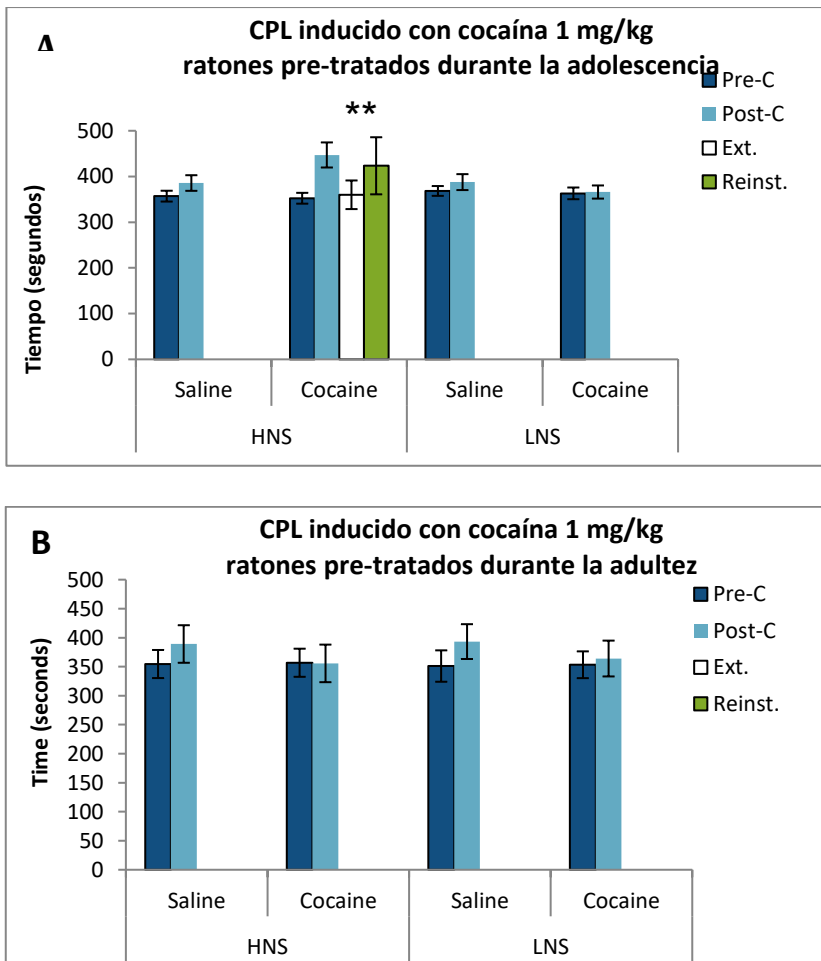 A
CPL inducido con cocaína 1 mg/kg
ratones pre-tratados durante la adolescencia
Pre-C
Post-C
Ext.
Reinst.
**
Tiempo (segundos)
500
400
300
200
100
0
Saline
Cocaine
Saline
Cocaine
HNS
LNS
B
CPL inducido con cocaína 1 mg/kg
ratones pre-tratados durante la adultez
Pre-C
Post-C
Ext.
Reinst.
Time (seconds)
500
450
400
350
300
250
200
150
100
50
0
Saline
Cocaine
Saline
Cocaine
HNS
LNS